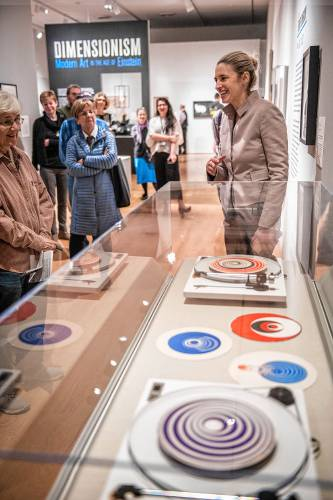 DIMENSIONISM
Modern Art IN THE AGE OF Einstein